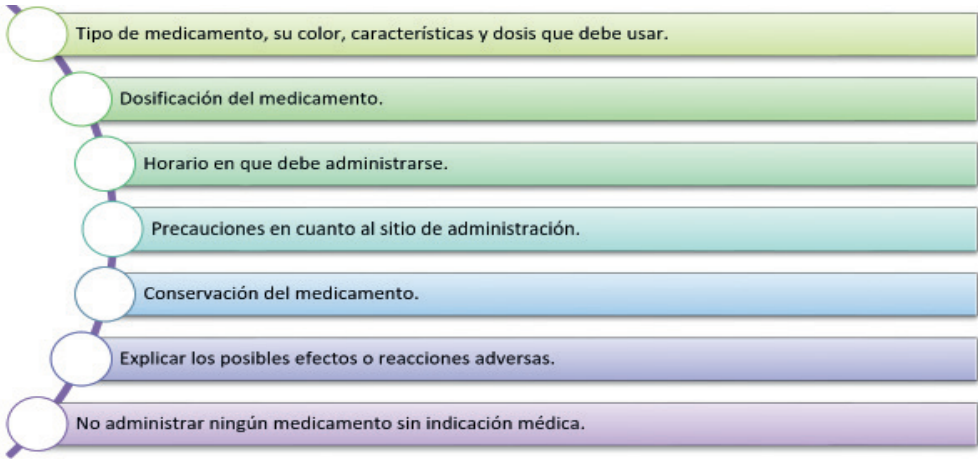 Tipo de medicamento, su color, características y dosis que debe usar.
Dosificación del medicamento.
Horario en que debe administrarse.
Precauciones en cuanto al sitio de administración.
Conservación del medicamento.
Explicar los posibles efectos o reacciones adversas.
No administrar ningún medicamento sin indicación médica.